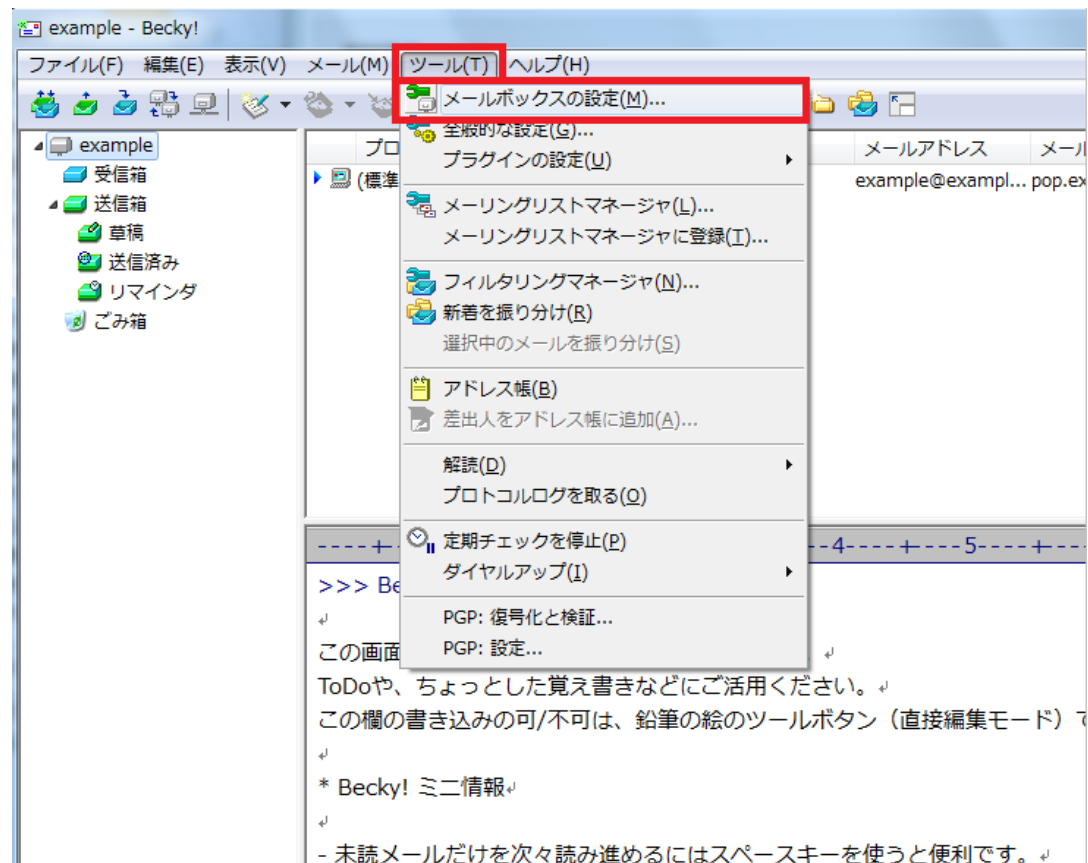 example - Becky!
ファイル(F) 編集(E) 表示(V) メール(M) ツール(T) ヘルプ(H)
メールボックスの設定(M)...
全般的な設定(G)...
プラグインの設定(U)
メーリングリストマネージャ(L)...
メーリングリストマネージャに登録(T)...
フィルタリングマネージャ(N)...
新着を振り分け(R)
選択中のメールを振り分け(S)
アドレス帳(B)
差出人をアドレス帳に追加(A)...
解読(D)
プロトコルログを取る(O)
定期チェックを停止(P)
ダイヤルアップ(I)
PGP: 復号化と検証...
PGP: 設定...
example
受信箱
送信箱
草稿
送信済み
リマインダ
ごみ箱
プロ メールアドレス メール
(標準 example@exampl... pop.ex
----+- --4----+----5----+---
>>> Be
↲
この画面 ↲
ToDoや、ちょっとした覚え書きなどにご活用ください。↲
この欄の書き込みの可/不可は、鉛筆の絵のツールボタン（直接編集モード）で
↲
* Becky! ミニ情報↲
↲
- 未読メールだけを次々読み進めるにはスペースキーを使うと便利です。↲